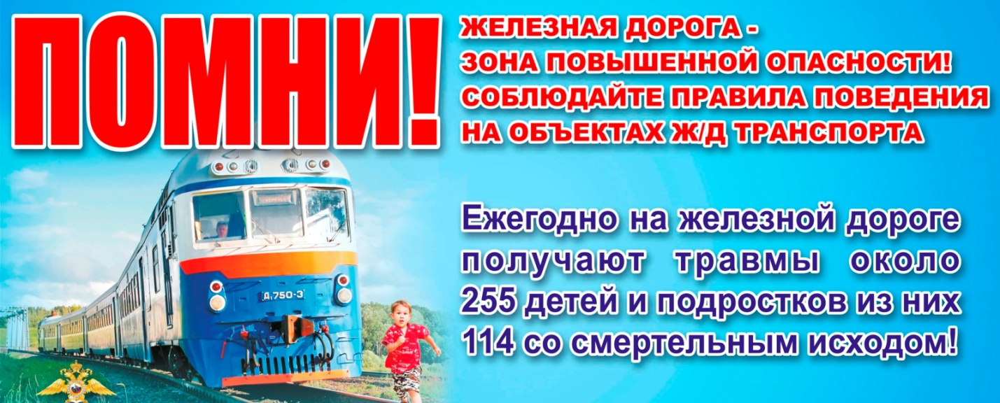 ПОМНИ!
ЖЕЛЕЗНАЯ ДОРОГА -
ЗОНА ПОВЫШЕННОЙ ОПАСНОСТИ!
СОБЛЮДАЙТЕ ПРАВИЛА ПОВЕДЕНИЯ
НА ОБЪЕКТАХ Ж/Д ТРАНСПОРТА
Ежегодно на железной дороге
получают травмы около
255 детей и подростков из них
114 со смертельным исходом!
Д1 750-3